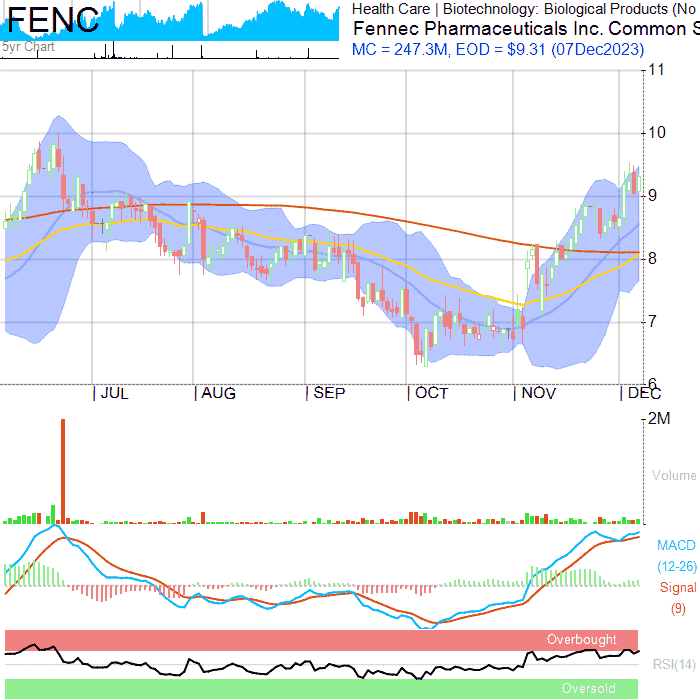 FENC
5yr Chart
Health Care | Biotechnology: Biological Products (No
Fennec Pharmaceuticals Inc. Common S
MC = 247.3M, EOD = $9.31 (07Dec2023)
11
10
9
8
7
6
JUL AUG SEP OCT NOV DEC
2M
Volume
MACD
(12-26)
Signal
(9)
Overbought
RSI(14)
Oversold